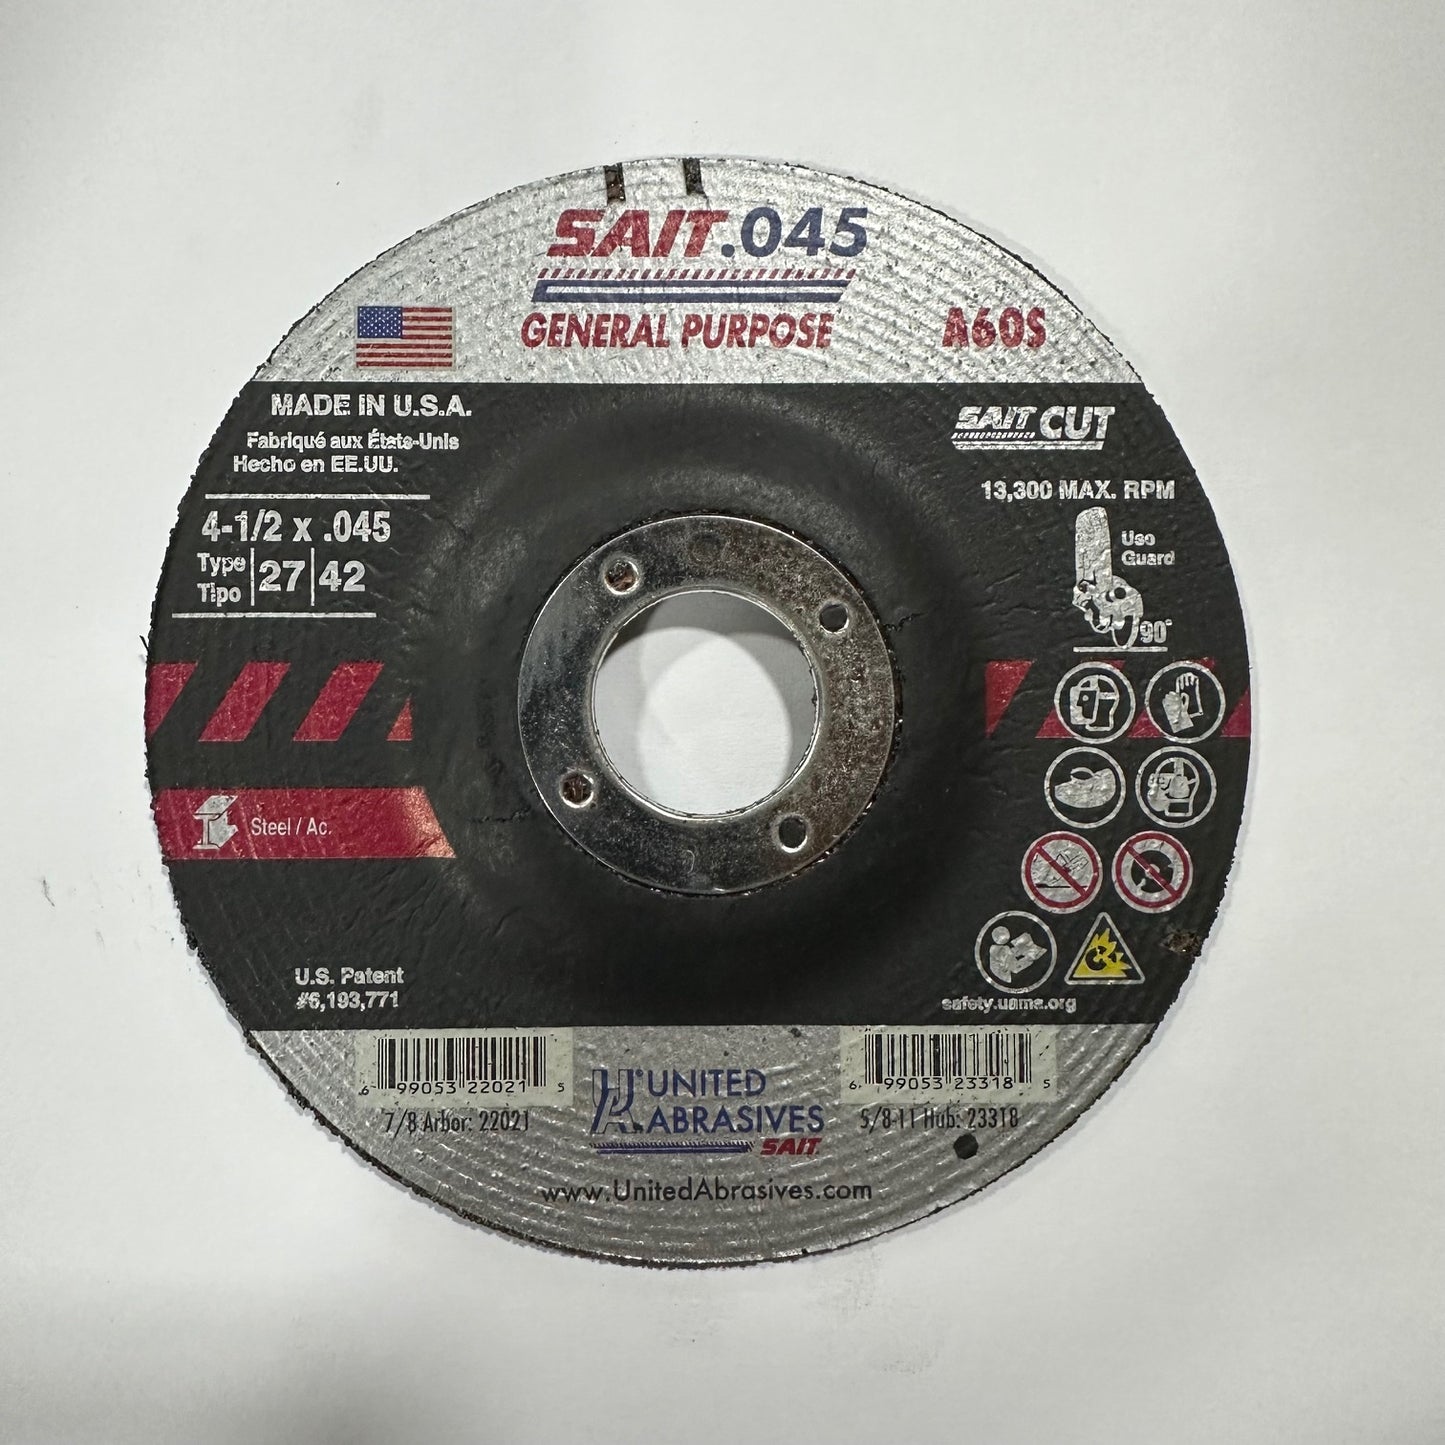 SAIT.045
GENERAL PURPOSE
A60S
MADE IN U.S.A.
Fabriqué aux États-Unis
Hecho en EE.UU.
4-1/2 x .045
Type
Tipo
27 42
SAIT CUT
13,300 MAX. RPM
Use
Guard
90°
Steel / Ac.
U.S. Patent
#6,193,771
safety.uama.org
6 99053 22021 5
7/8 Arbor: 22021
UA UNITED
ABRASIVES
SAIT
6 99053 23318 5
5/8-11 Hub: 23318
www.UnitedAbrasives.com